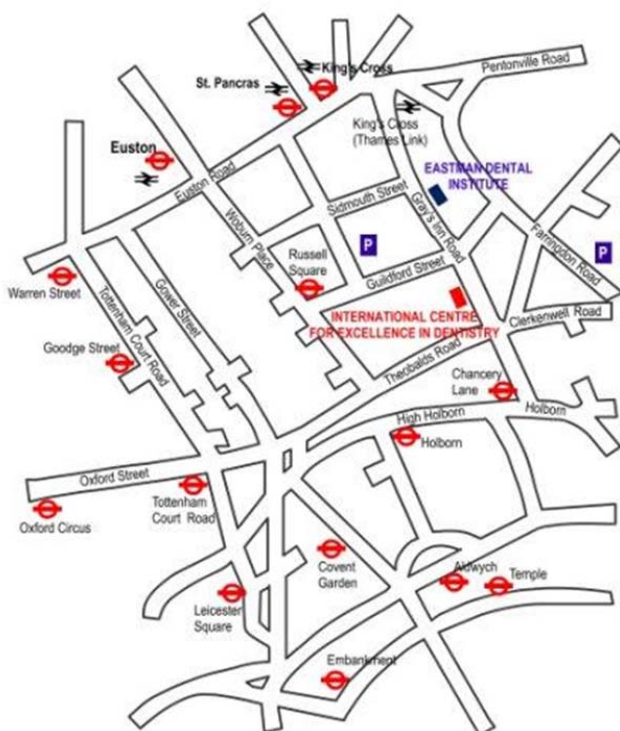 Pentonville Road
King's Cross
St. Pancras
King's Cross
(Thames Link)
Euston
EASTMAN DENTAL
INSTITUTE
Euston Road
Sidmouth Street
Gray's Inn Road
Woburn Place
P
Farringdon Road
P
Russell
Square
Guildford Street
Warren Street
Tottenham Court Road
Gower Street
INTERNATIONAL CENTRE
FOR EXCELLENCE IN DENTISTRY
Clerkenwell Road
Goodge Street
Theobalds Road
Chancery
Lane
High Holborn
Holborn
Holborn
Oxford Street
Oxford Circus
Tottenham
Court Road
Covent
Garden
Aldwych
Temple
Leicester
Square
Embankment